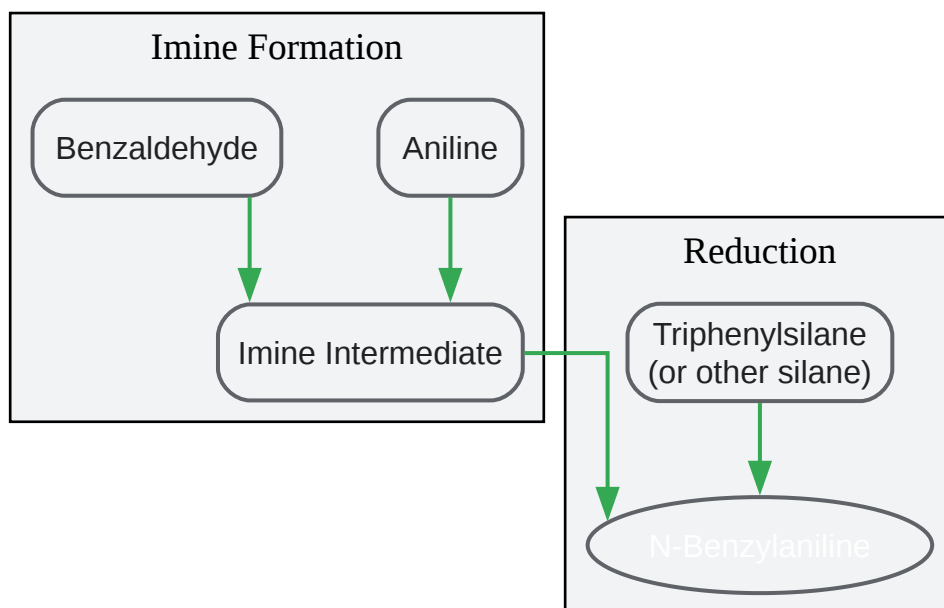 Imine Formation
Benzaldehyde
Aniline
Imine Intermediate
Reduction
Triphenylsilane
(or other silane)
N-Benzylaniline